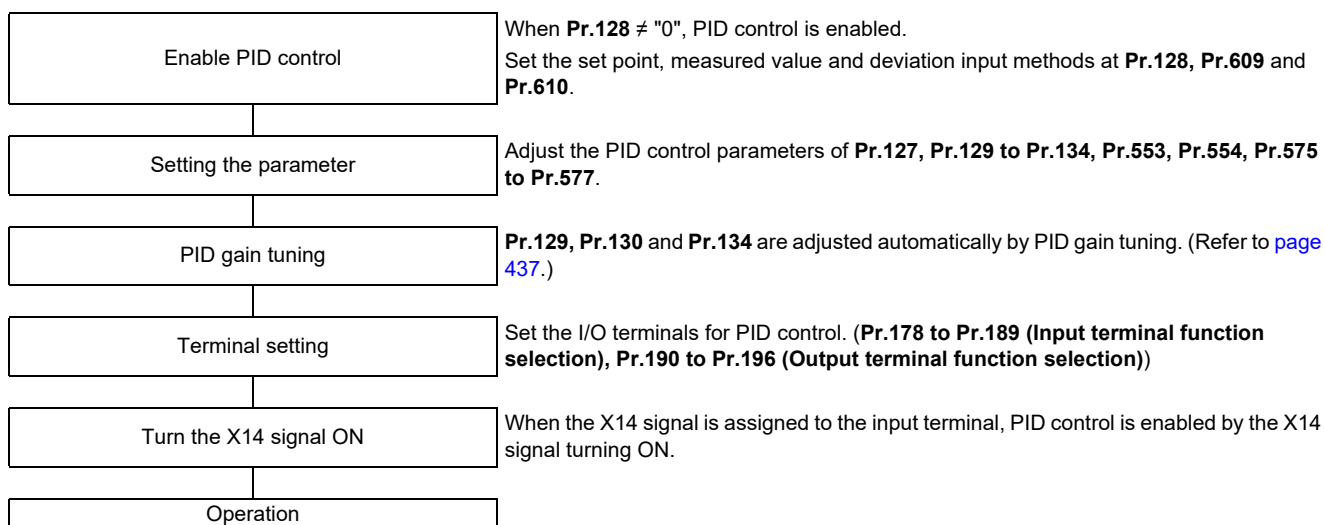 Enable PID control
When Pr.128 ≠ "0", PID control is enabled.
Set the set point, measured value and deviation input methods at Pr.128, Pr.609 and
Pr.610.
Setting the parameter
Adjust the PID control parameters of Pr.127, Pr.129 to Pr.134, Pr.553, Pr.554, Pr.575
to Pr.577.
PID gain tuning
Pr.129, Pr.130 and Pr.134 are adjusted automatically by PID gain tuning. (Refer to page
437.)
Terminal setting
Set the I/O terminals for PID control. (Pr.178 to Pr.189 (Input terminal function
selection), Pr.190 to Pr.196 (Output terminal function selection))
Turn the X14 signal ON
When the X14 signal is assigned to the input terminal, PID control is enabled by the X14
signal turning ON.
Operation